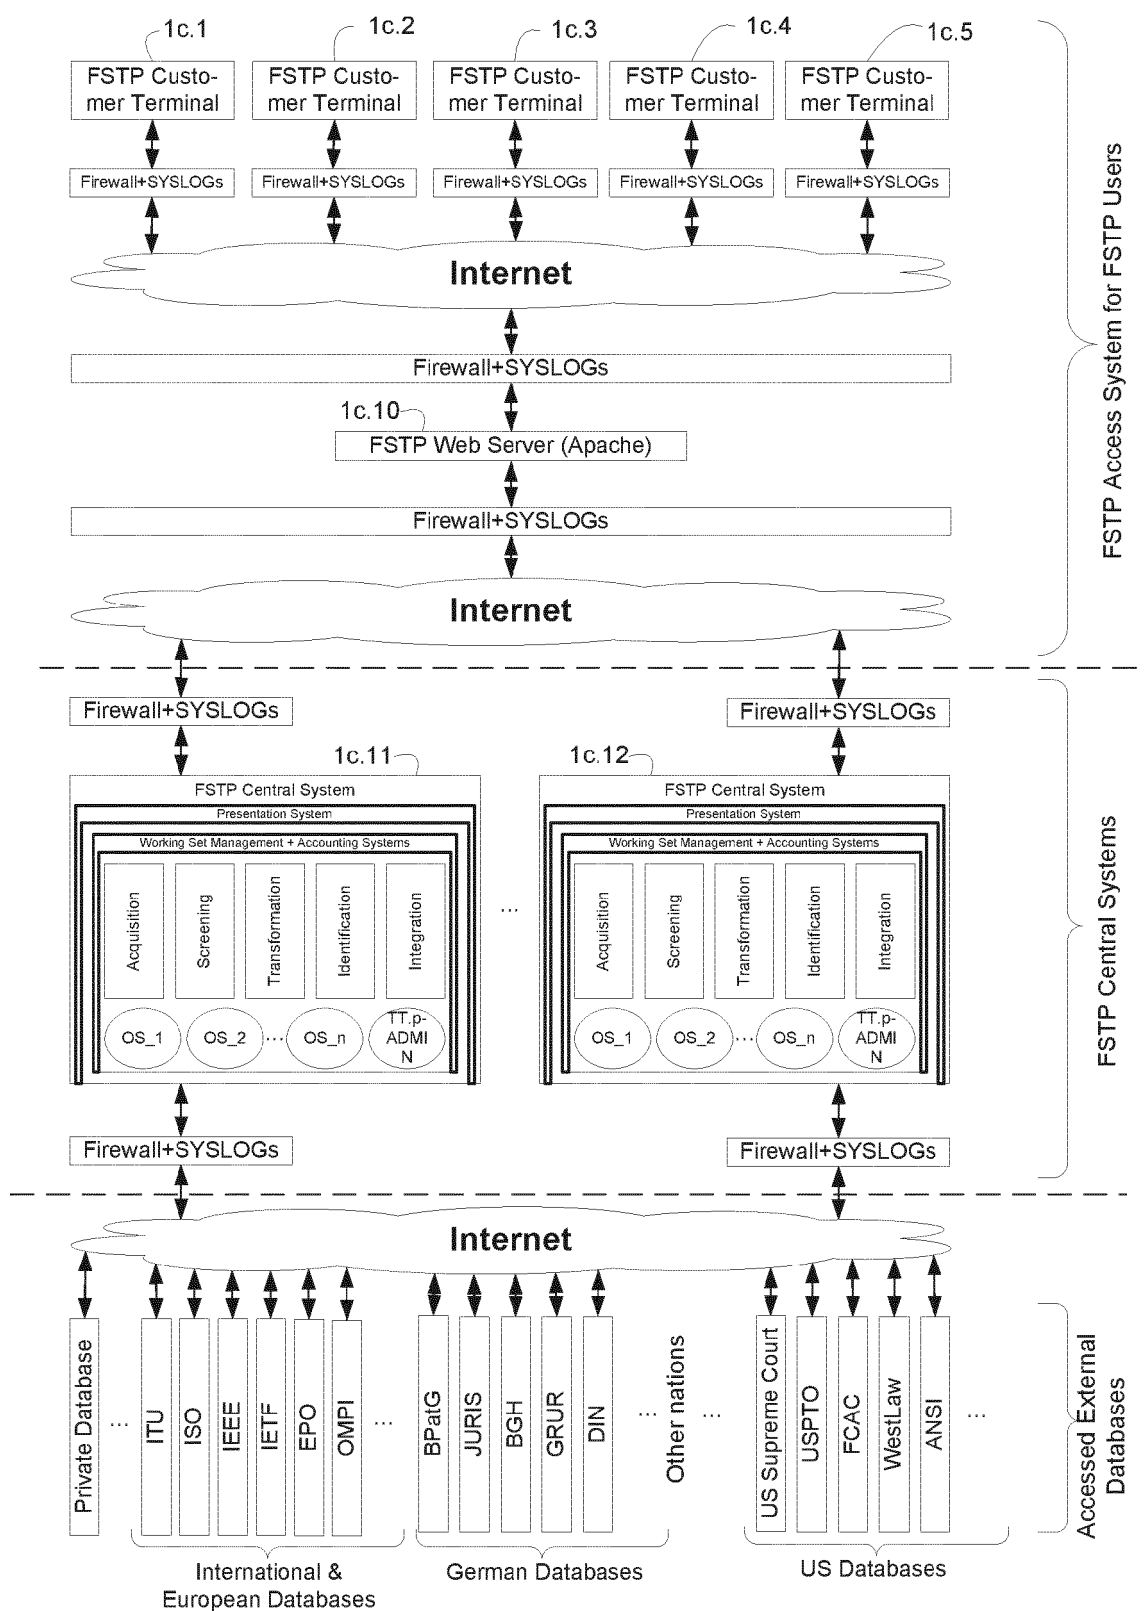 1c.1
1c.2
1c.3
1c.4
1c.5
FSTP Custo-
mer Terminal
FSTP Custo-
mer Terminal
FSTP Custo-
mer Terminal
FSTP Custo-
mer Terminal
FSTP Custo-
mer Terminal
Firewall+SYSLOGs
Firewall+SYSLOGs
Firewall+SYSLOGs
Firewall+SYSLOGs
Firewall+SYSLOGs
Internet
Firewall+SYSLOGs
1c.10
FSTP Web Server (Apache)
Firewall+SYSLOGs
Internet
FSTP Access System for FSTP Users
Firewall+SYSLOGs
Firewall+SYSLOGs
1c.11
FSTP Central System
Presentation System
Working Set Management + Accounting Systems
Acquisition
Screening
Transformation
Identification
Integration
OS_1
OS_2
...
OS_n
TT.p-
ADMI
N
...
1c.12
FSTP Central System
Presentation System
Working Set Management + Accounting Systems
Acquisition
Screening
Transformation
Identification
Integration
OS_1
OS_2
...
OS_n
TT.p-
ADMI
N
Firewall+SYSLOGs
Firewall+SYSLOGs
FSTP Central Systems
Internet
Private Database
...
ITU
ISO
IEEE
IETF
EPO
OMPI
...
BPatG
JURIS
BGH
GRUR
DIN
...
Other nations
...
US Supreme Court
USPTO
FCAC
WestLaw
ANSI
...
Accessed External
Databases
International &
European Databases
German Databases
US Databases